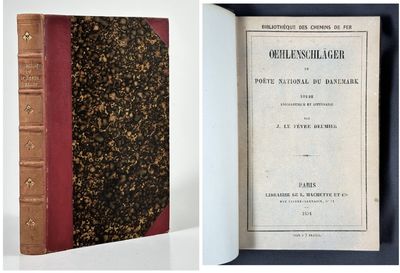 BIBLIOTHÈQUE DES CHEMINS DE FER
OEHLENSCHLÄGER
LE
POÈTE NATIONAL DU DANEMARK
ÉTUDE
BIOGRAPHIQUE ET LITTÉRAIRE
PAR
J. LE FÈVRE DEUMIER
PARIS
LIBRAIRIE DE L. HACHETTE ET Cie
RUE PIERRE-SARRAZIN, N° 14
1854